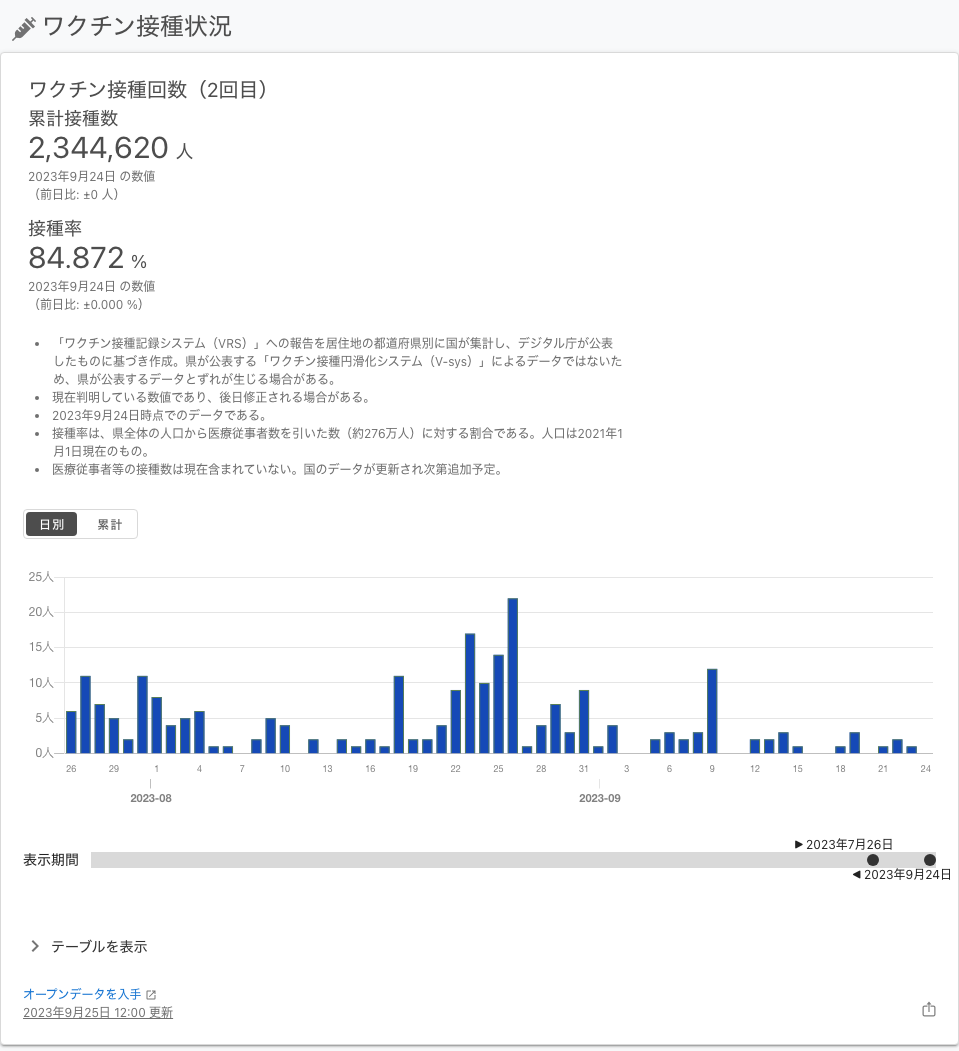 ワクチン接種状況
ワクチン接種回数（2回目）
累計接種数
2,344,620 人
2023年9月24日 の数値
（前日比: ±0 人）
接種率
84.872 %
2023年9月24日 の数値
（前日比: ±0.000 %）
• 「ワクチン接種記録システム（VRS）」への報告を居住地の都道府県別に国が集計し、デジタル庁が公表
したものに基づき作成。県が公表する「ワクチン接種円滑化システム（V-sys）」によるデータではないた
め、県が公表するデータとずれが生じる場合がある。
• 現在判明している数値であり、後日修正される場合がある。
• 2023年9月24日時点でのデータである。
• 接種率は、県全体の人口から医療従事者数を引いた数（約276万人）に対する割合である。人口は2021年1
月1日現在のもの。
• 医療従事者等の接種数は現在含まれていない。国のデータが更新され次第追加予定。
日別 累計
25人
20人
15人
10人
5人
0人
26 29 1 4 7 10 13 16 19 22 25 28 31 3 6 9 12 15 18 21 24
2023-08 2023-09
▶ 2023年7月26日
表示期間
◀ 2023年9月24日
テーブルを表示
オープンデータを入手
2023年9月25日 12:00 更新